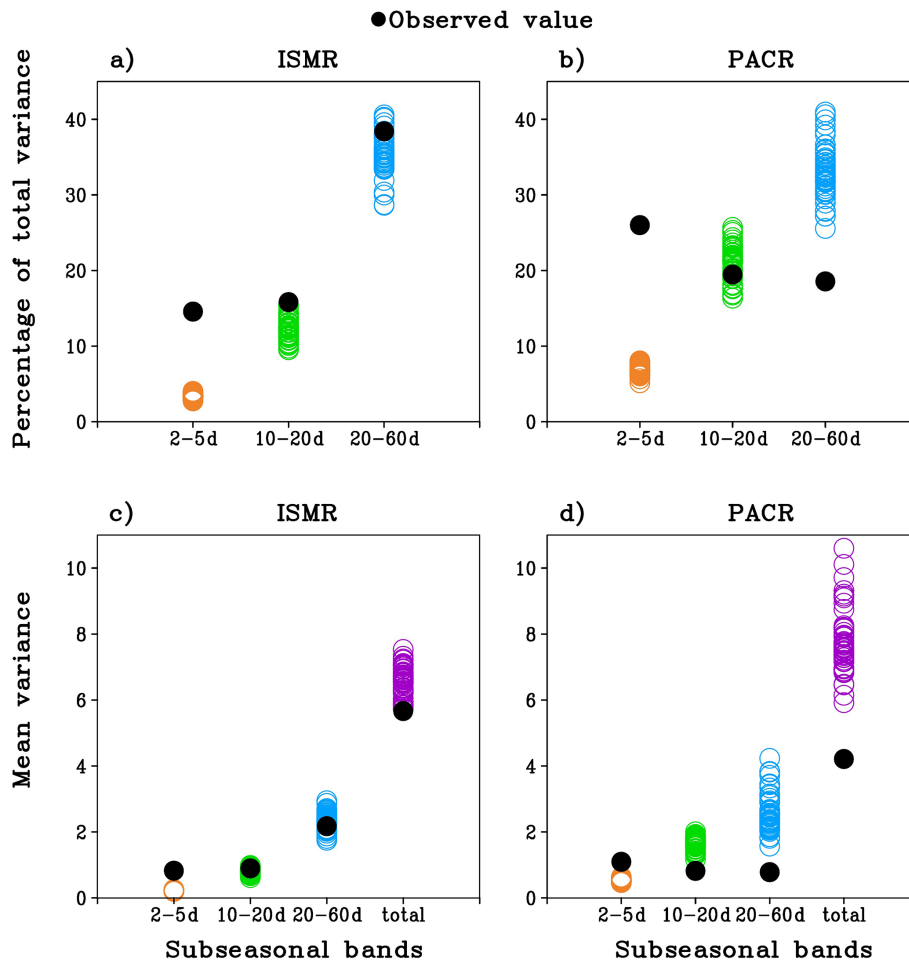 ●Observed value
a) ISMR
b) PACR
Percentage of total variance
40
30
20
10
0
2-5d 10-20d 20-60d
40
30
20
10
0
2-5d 10-20d 20-60d
c) ISMR
d) PACR
Mean variance
10
8
6
4
2
0
2-5d 10-20d 20-60d total
10
8
6
4
2
0
2-5d 10-20d 20-60d total
Subseasonal bands
Subseasonal bands